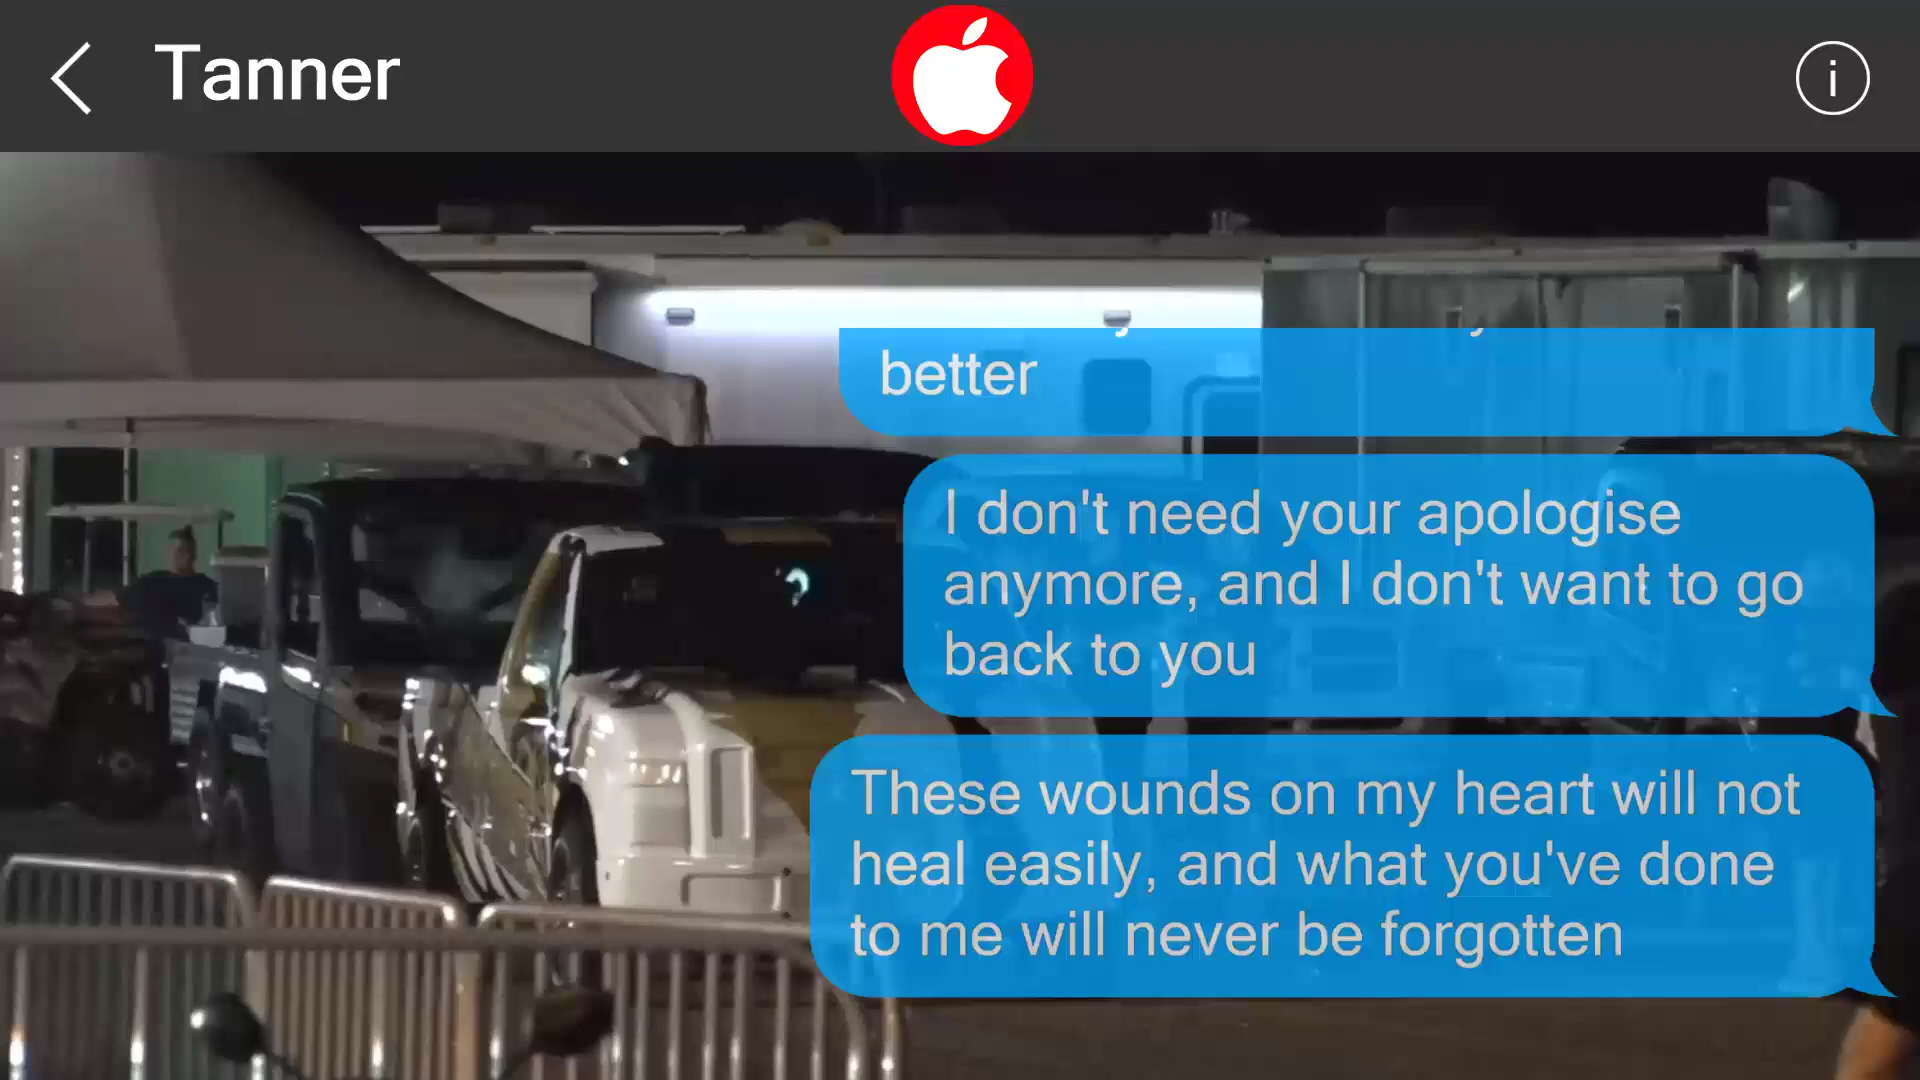 Tanner
better
I don't need your apologise
anymore, and I don't want to go
back to you
These wounds on my heart will not
heal easily, and what you've done
to me will never be forgotten